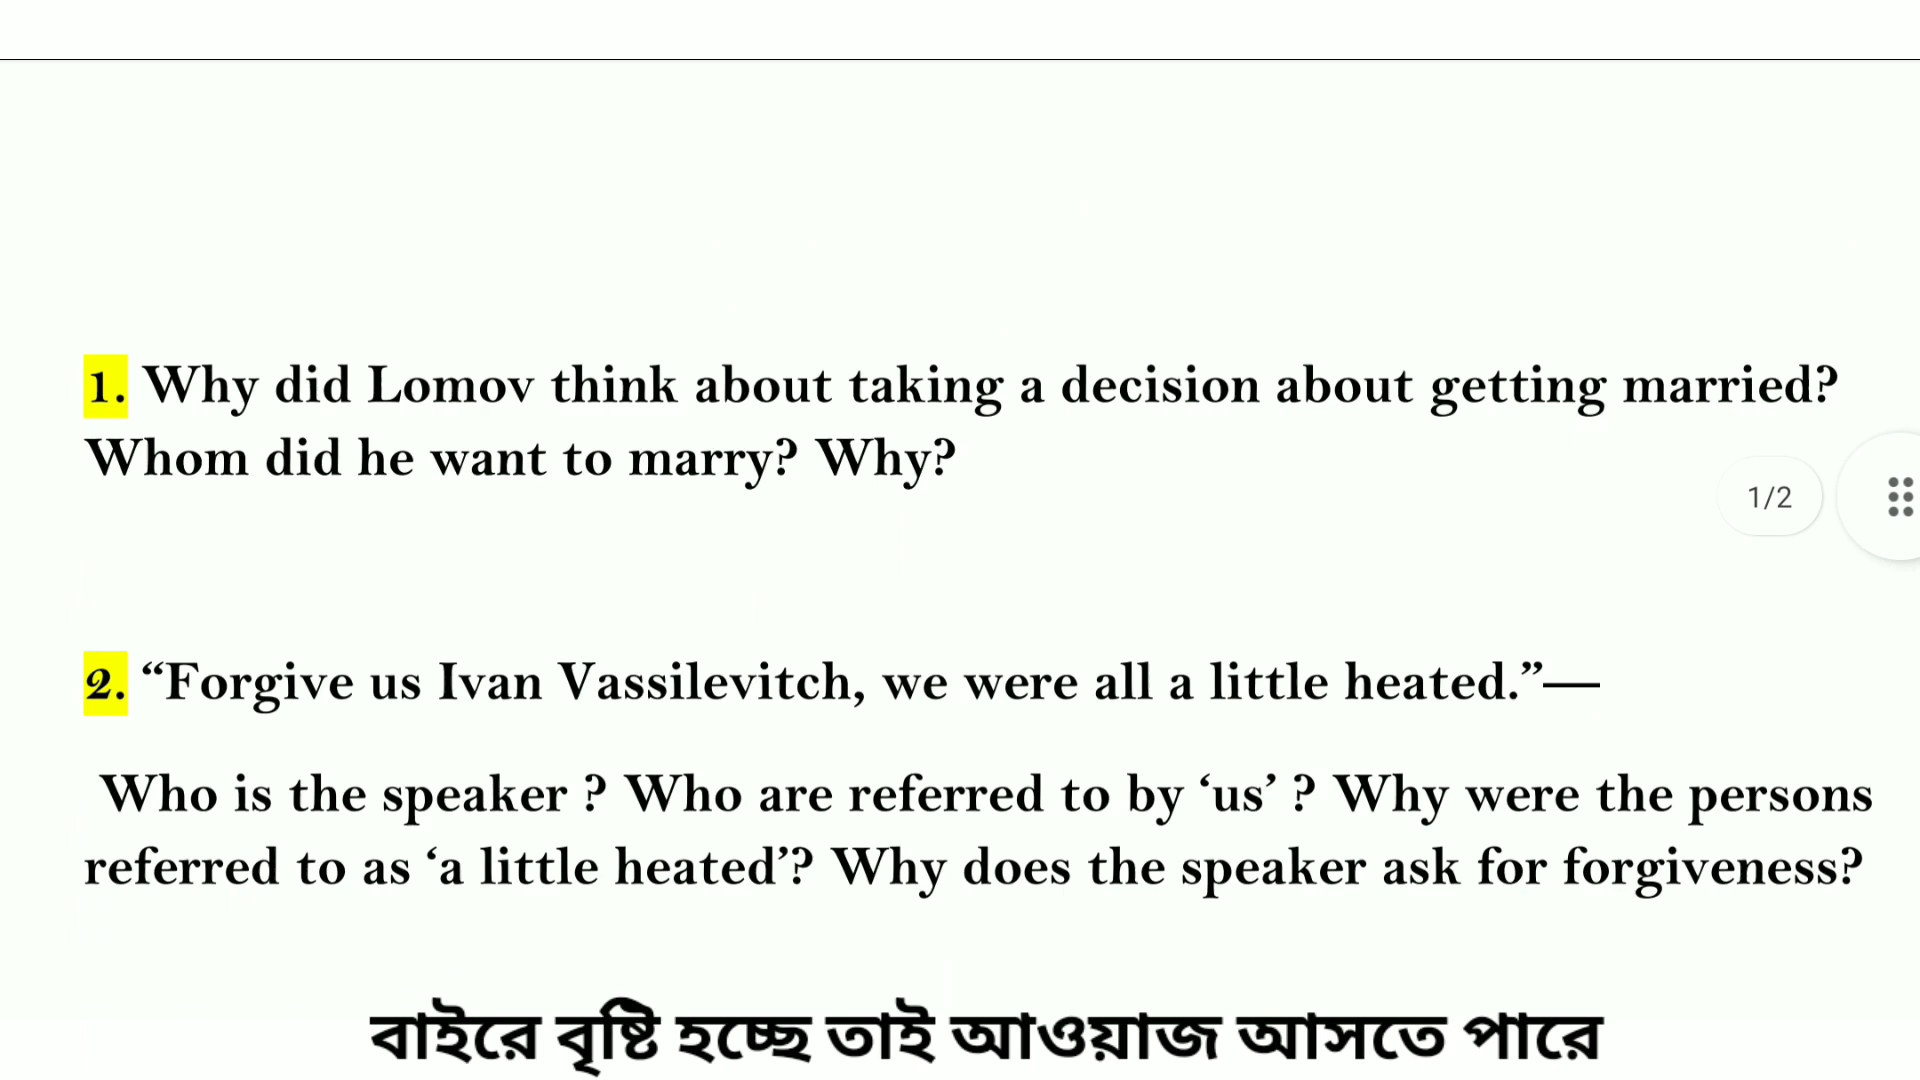 1. Why did Lomov think about taking a decision about getting married?
Whom did he want to marry? Why?
1/2
2. “Forgive us Ivan Vassilevitch, we were all a little heated.”—
Who is the speaker ? Who are referred to by ‘us’ ? Why were the persons
referred to as ‘a little heated’? Why does the speaker ask for forgiveness?
বাইরে বৃষ্টি হচ্ছে তাই আওয়াজ আসতে পারে